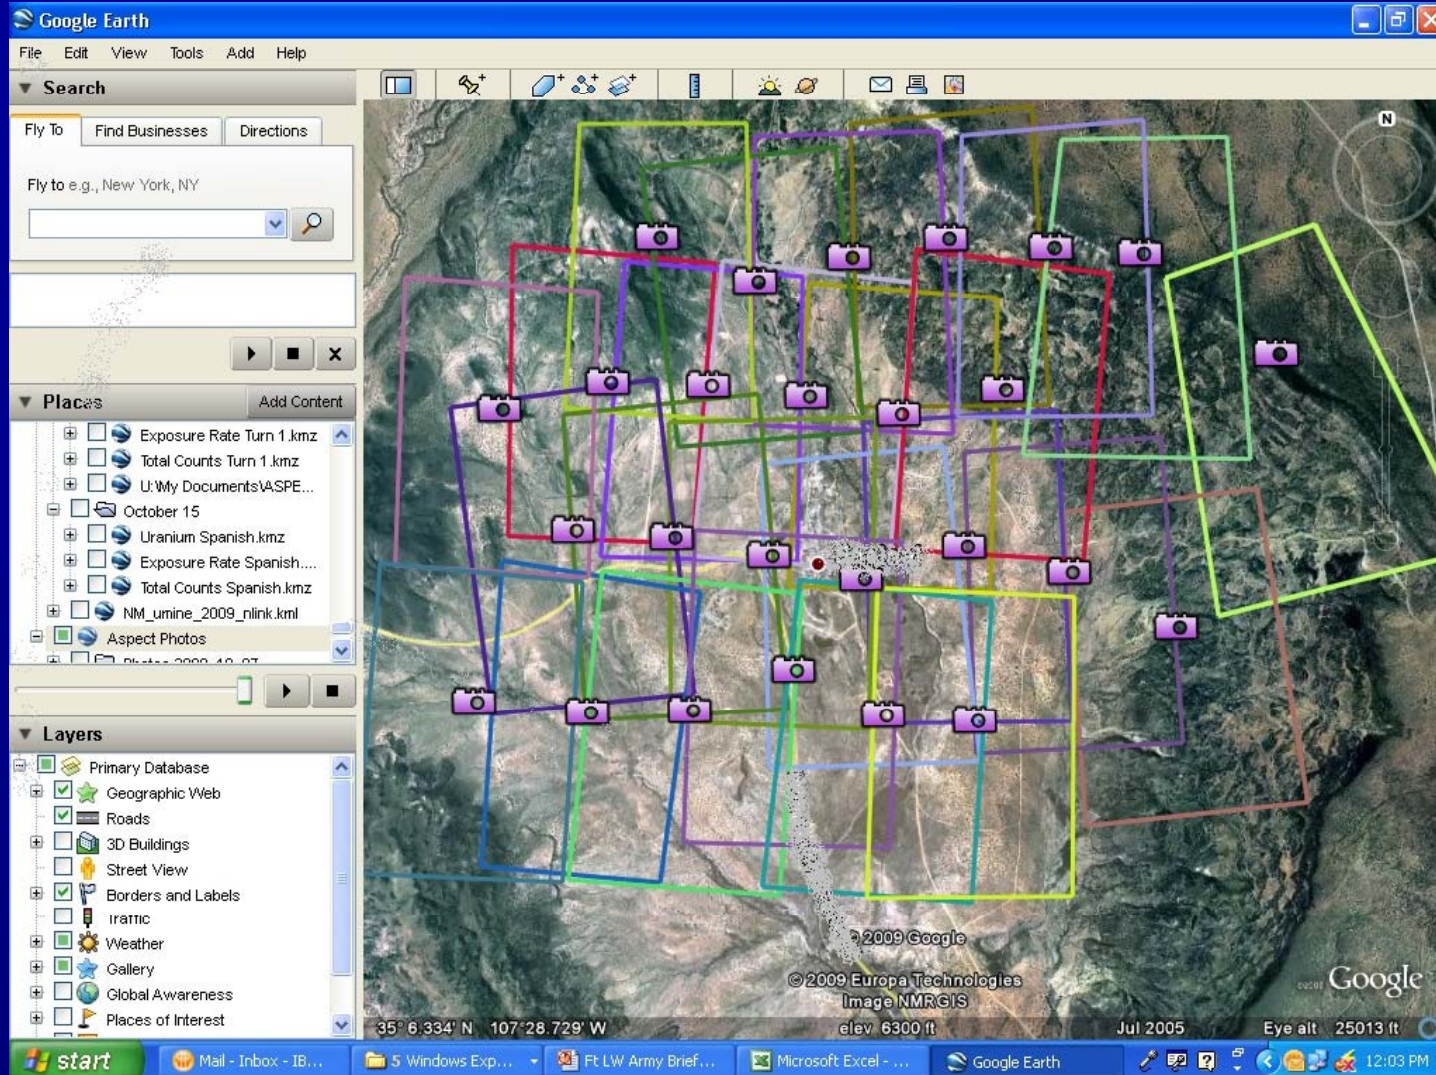 Google Earth
File Edit View Tools Add Help
Search
Fly To Find Businesses Directions
Fly to e.g., New York, NY
Places Add Content
Exposure Rate Turn 1.kmz
Total Counts Turn 1.kmz
U:\My Documents\ASPE...
October 15
Uranium Spanish.kmz
Exposure Rate Spanish....
Total Counts Spanish.kmz
NM_umine_2009_nlink.kml
Aspect Photos
Layers
Primary Database
Geographic Web
Roads
3D Buildings
Street View
Borders and Labels
Traffic
Weather
Gallery
Global Awareness
Places of Interest
N
© 2009 Google
© 2009 Europa Technologies
Image NMRGIS
Google
35° 6.334' N 107°28.729' W elev 6300 ft Jul 2005 Eye alt 25013 ft
start Mail - Inbox - IB... 5 Windows Exp... Ft LW Army Brief... Microsoft Excel - ... Google Earth 12:03 PM